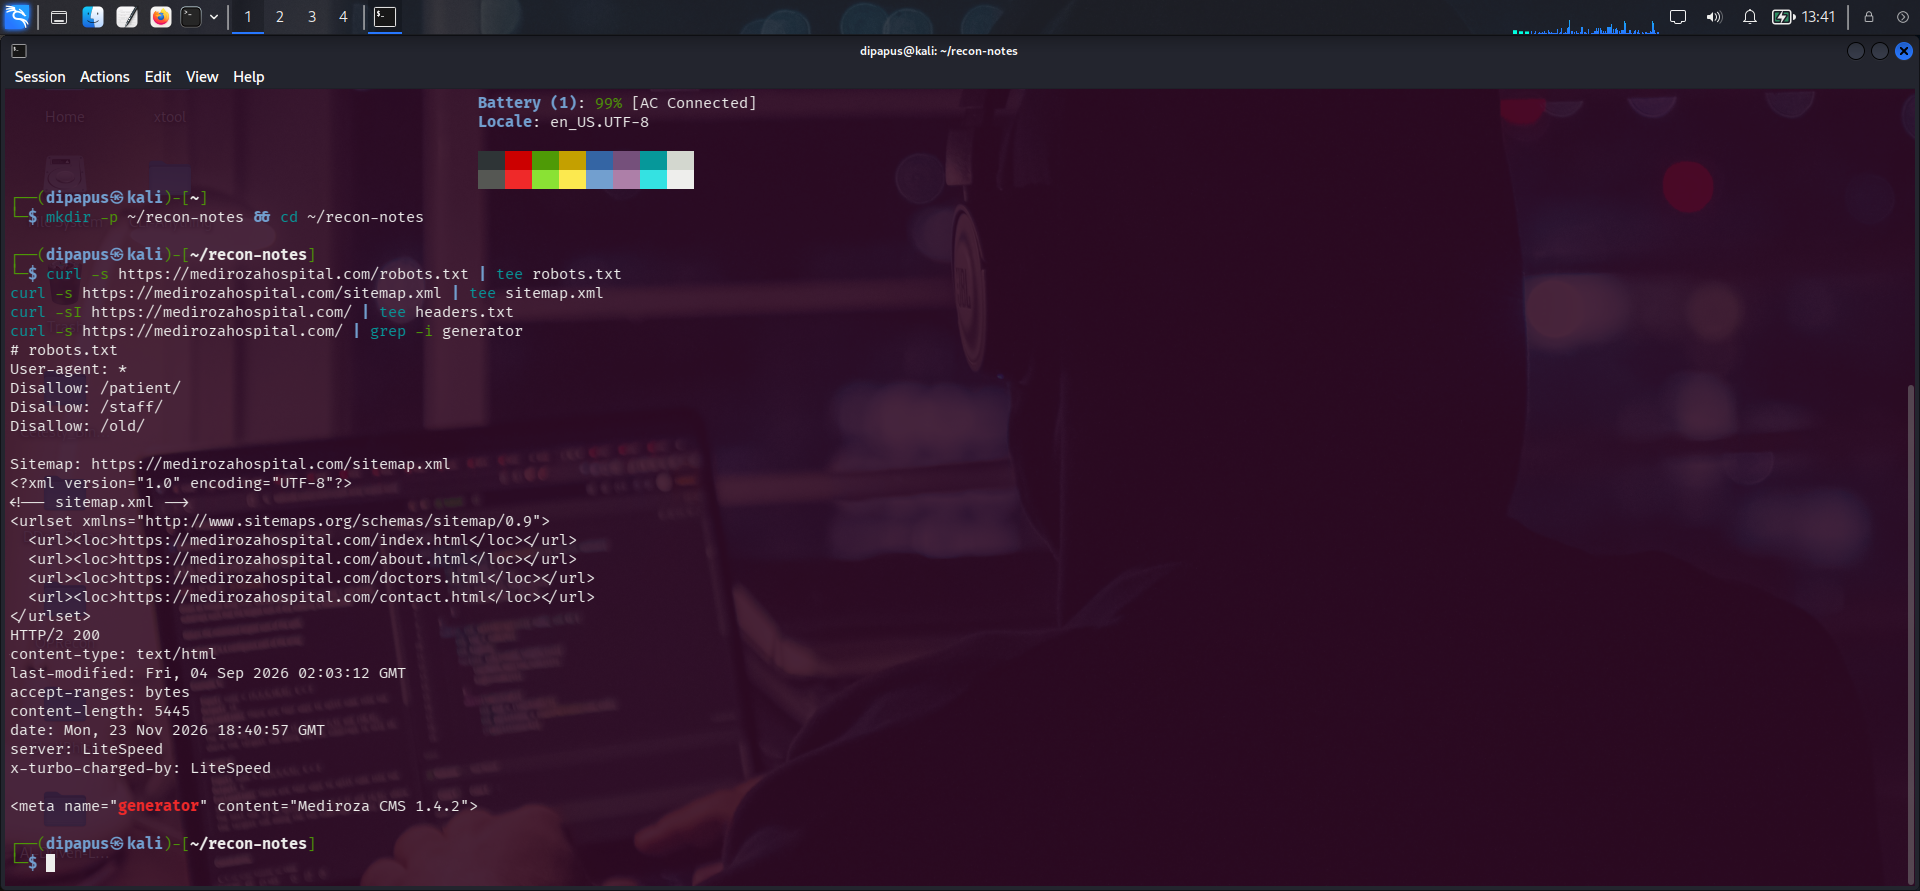 1 2 3 4 13:41
dipapus@kali: ~/recon-notes
Session Actions Edit View Help
Home xtool
Battery (1): 99% [AC Connected]
Locale: en_US.UTF-8
┌──(dipapus㉿kali)-[~]
└─$ mkdir -p ~/recon-notes && cd ~/recon-notes
┌──(dipapus㉿kali)-[~/recon-notes]
└─$ curl -s https://medirozahospital.com/robots.txt | tee robots.txt
curl -s https://medirozahospital.com/sitemap.xml | tee sitemap.xml
curl -sI https://medirozahospital.com/ | tee headers.txt
curl -s https://medirozahospital.com/ | grep -i generator
# robots.txt
User-agent: *
Disallow: /patient/
Disallow: /staff/
Disallow: /old/
Sitemap: https://medirozahospital.com/sitemap.xml
<?xml version="1.0" encoding="UTF-8"?>
<!-- sitemap.xml -->
<urlset xmlns="http://www.sitemaps.org/schemas/sitemap/0.9">
  <url><loc>https://medirozahospital.com/index.html</loc></url>
  <url><loc>https://medirozahospital.com/about.html</loc></url>
  <url><loc>https://medirozahospital.com/doctors.html</loc></url>
  <url><loc>https://medirozahospital.com/contact.html</loc></url>
</urlset>
HTTP/2 200
content-type: text/html
last-modified: Fri, 04 Sep 2026 02:03:12 GMT
accept-ranges: bytes
content-length: 5445
date: Mon, 23 Nov 2026 18:40:57 GMT
server: LiteSpeed
x-turbo-charged-by: LiteSpeed
<meta name="generator" content="Mediroza CMS 1.4.2">
┌──(dipapus㉿kali)-[~/recon-notes]
└─$